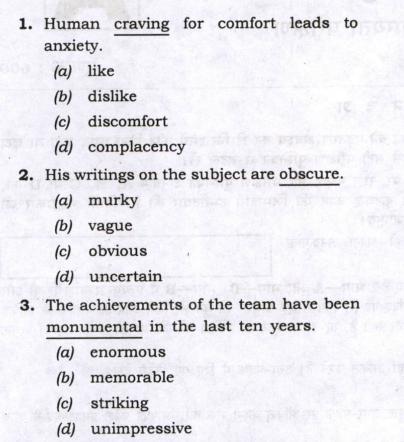 1. Human craving for comfort leads to
anxiety.
(a) like
(b) dislike
(c) discomfort
(d) complacency
2. His writings on the subject are obscure.
(a) murky
(b) vague
(c) obvious
(d) uncertain
3. The achievements of the team have been
monumental in the last ten years.
(a) enormous
(b) memorable
(c) striking
(d) unimpressive